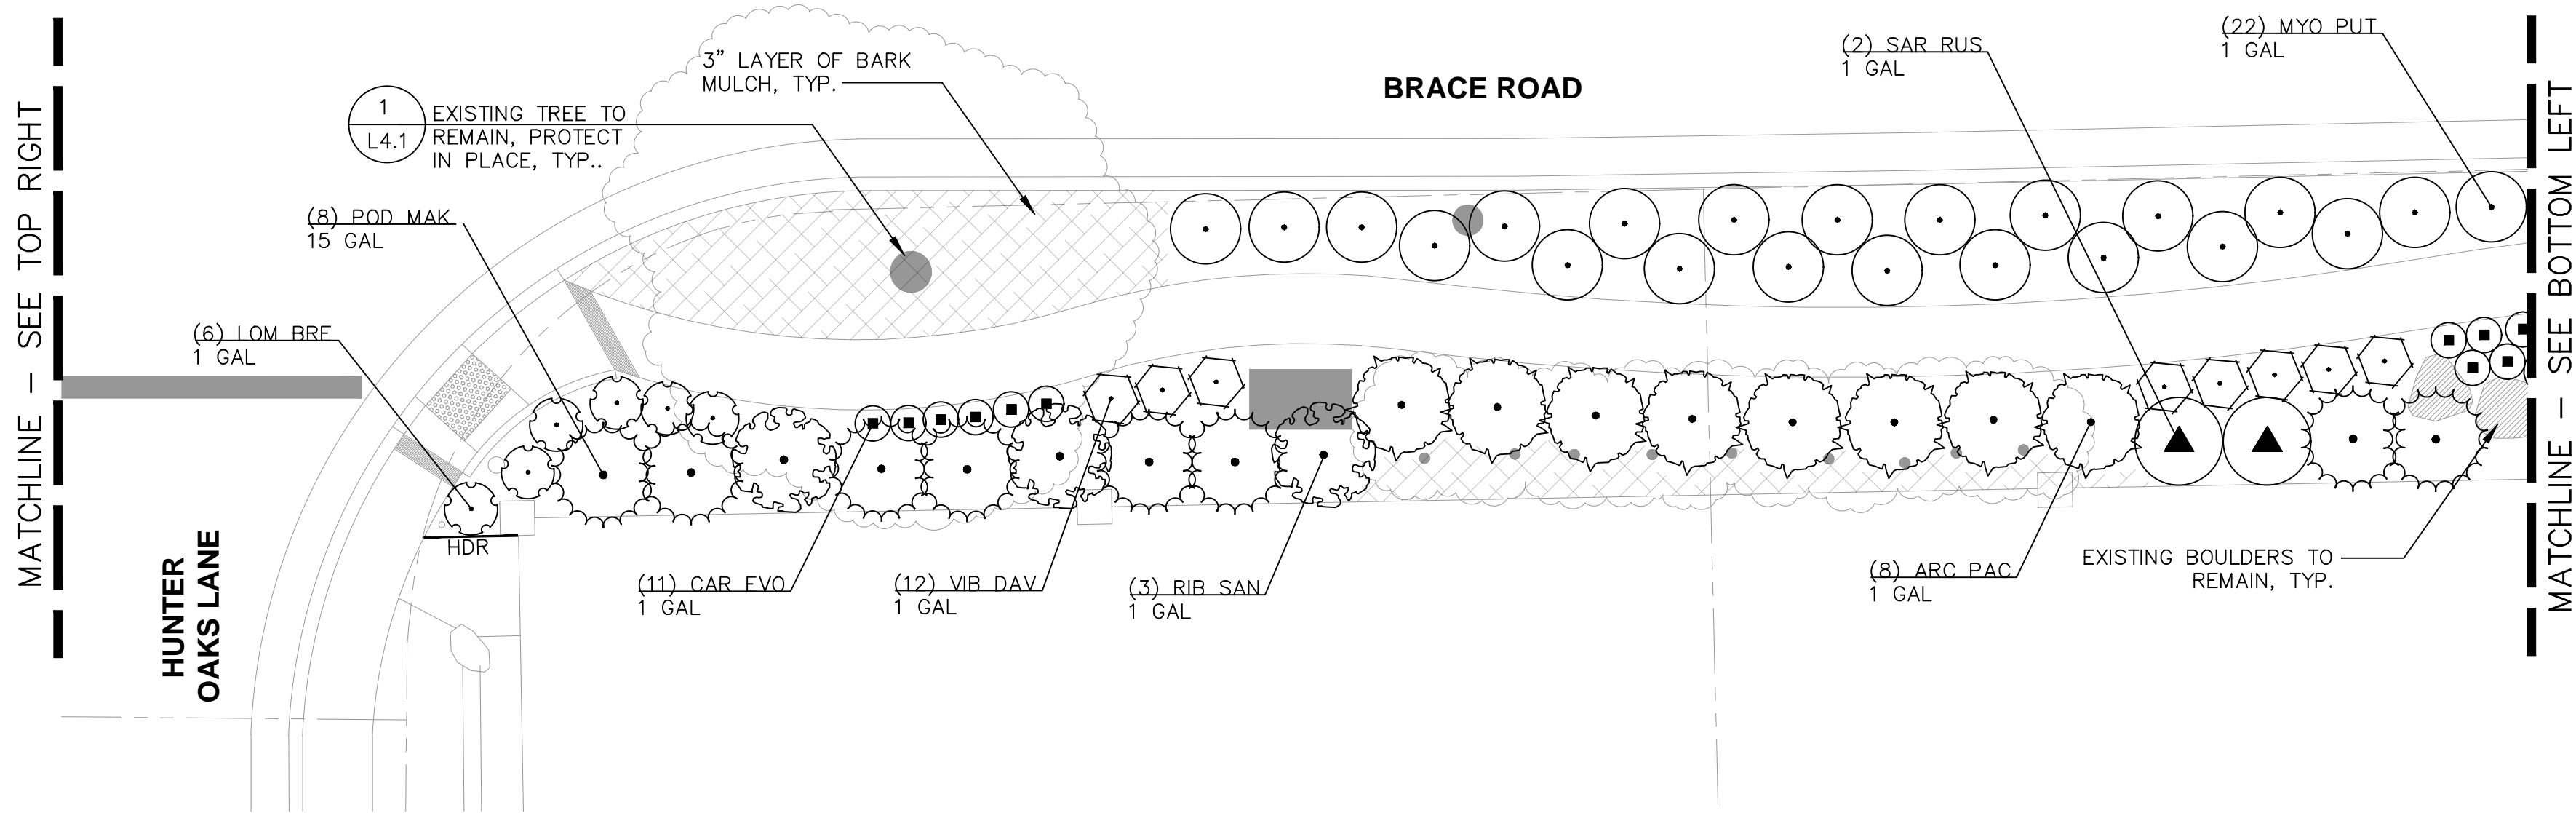 MATCHLINE – SEE TOP RIGHT
3" LAYER OF BARK
MULCH, TYP.
BRACE ROAD
(2) SAR RUS
1 GAL
(22) MYO PUT
1 GAL
1
L4.1
EXISTING TREE TO
REMAIN, PROTECT
IN PLACE, TYP..
(8) POD MAK
15 GAL
(6) LOM BRE
1 GAL
HDR
HUNTER
OAKS LANE
(11) CAR EVO
1 GAL
(12) VIB DAV
1 GAL
(3) RIB SAN
1 GAL
(8) ARC PAC
1 GAL
EXISTING BOULDERS TO
REMAIN, TYP.
MATCHLINE – SEE BOTTOM LEFT